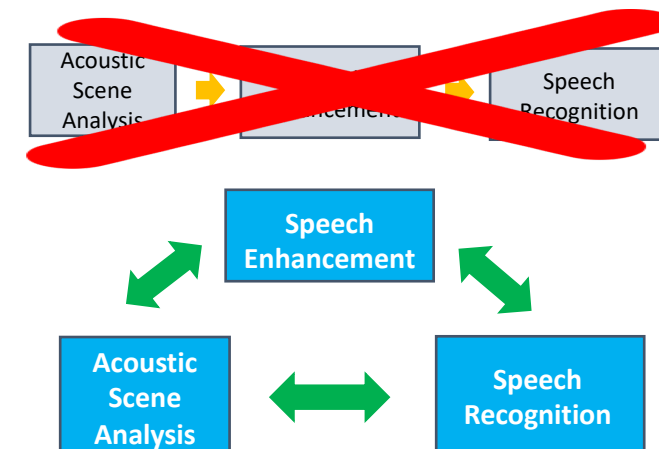 Acoustic
Scene
Analysis
Speech
Recognition
Speech
Enhancement
Acoustic
Scene
Analysis
Speech
Recognition